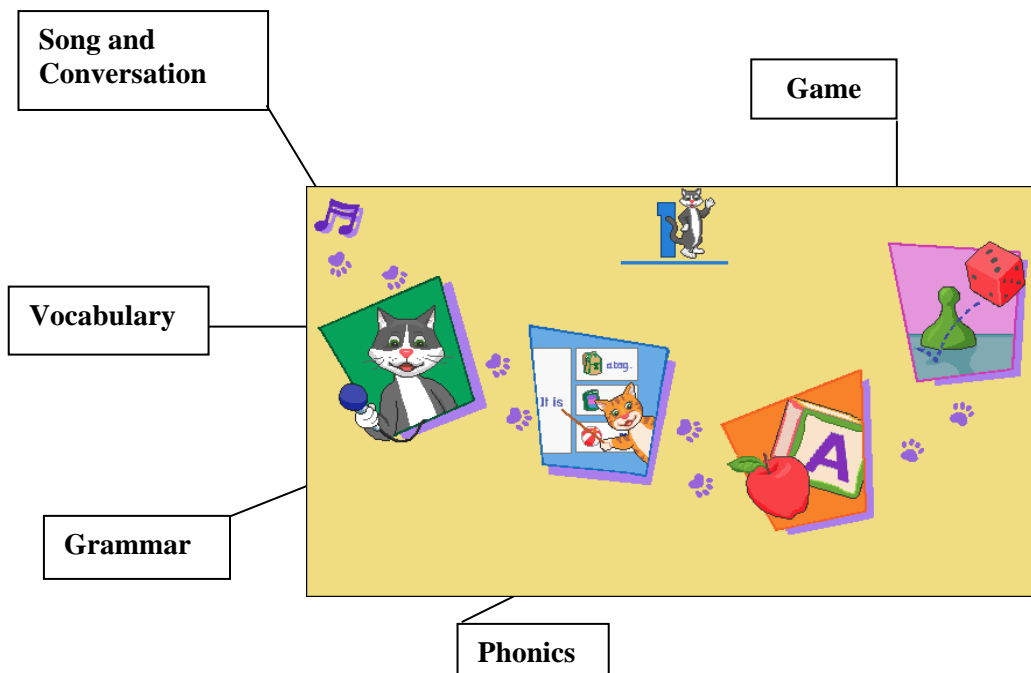 Song and
Conversation
Game
1
Vocabulary
a bag.
It is
A
Grammar
Phonics